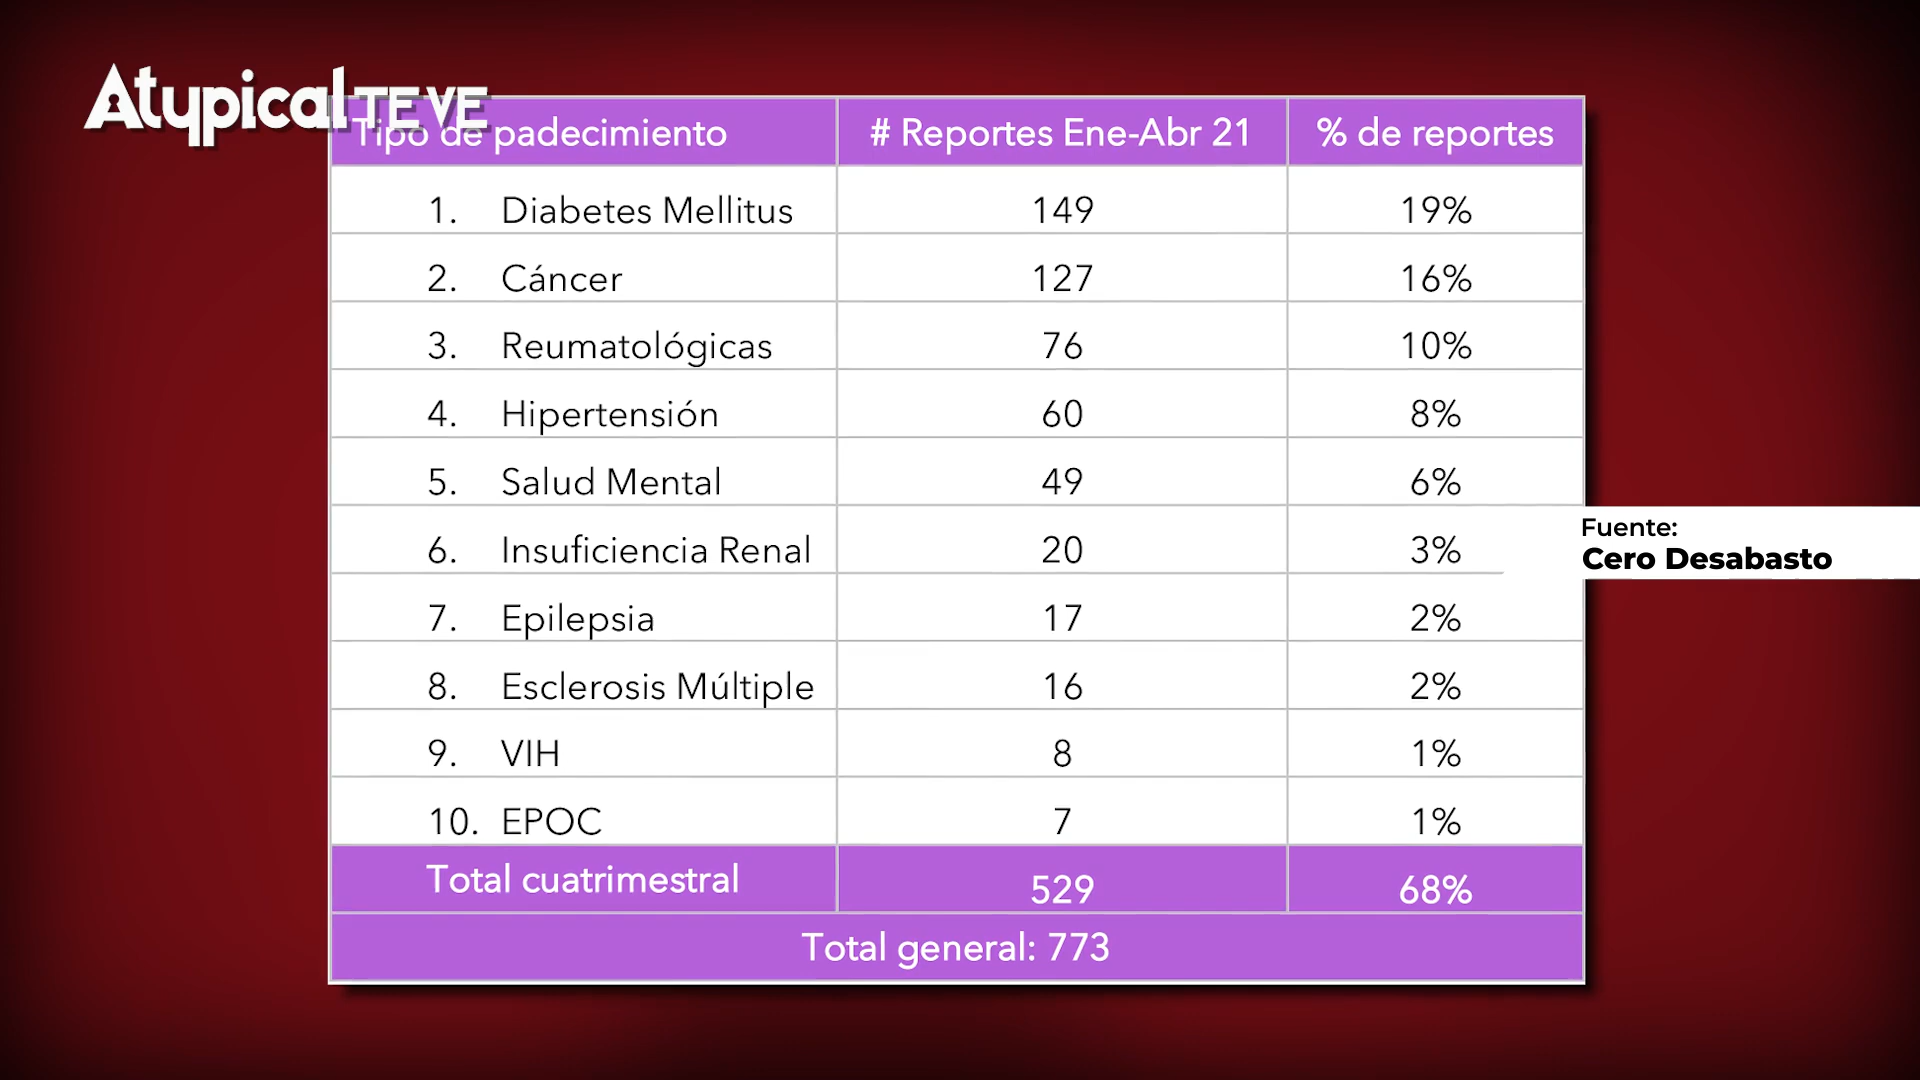 Atypical TE VE
Tipo de padecimiento # Reportes Ene-Abr 21 % de reportes
1. Diabetes Mellitus 149 19%
2. Cáncer 127 16%
3. Reumatológicas 76 10%
4. Hipertensión 60 8%
5. Salud Mental 49 6%
6. Insuficiencia Renal 20 3%
7. Epilepsia 17 2%
8. Esclerosis Múltiple 16 2%
9. VIH 8 1%
10. EPOC 7 1%
Total cuatrimestral 529 68%
Total general: 773
Fuente:
Cero Desabasto